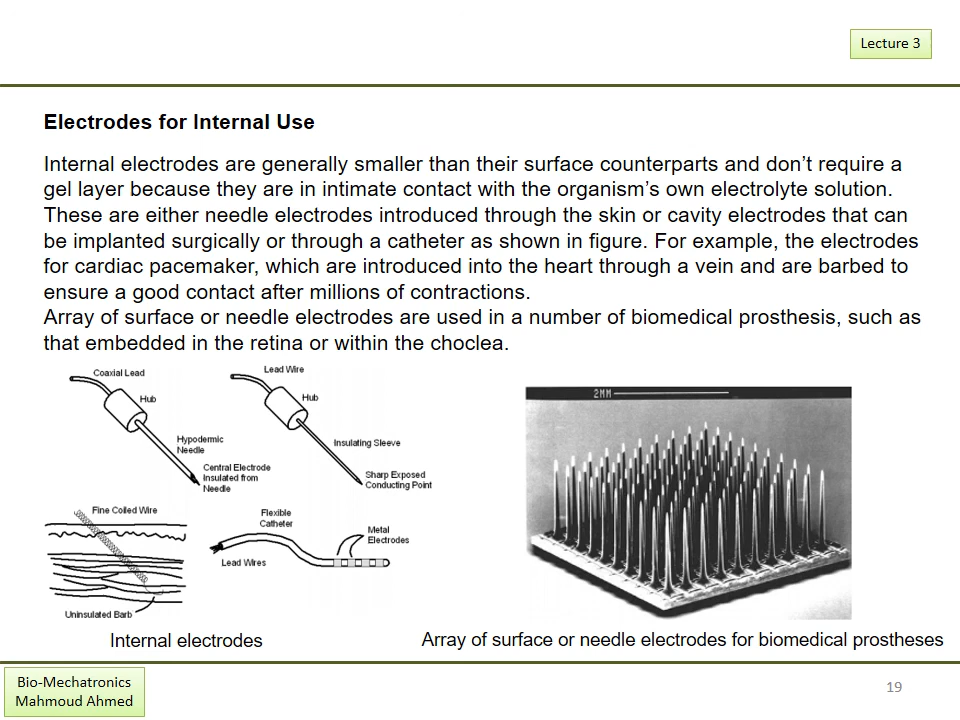 Lecture 3
Electrodes for Internal Use
Internal electrodes are generally smaller than their surface counterparts and don’t require a
gel layer because they are in intimate contact with the organism’s own electrolyte solution.
These are either needle electrodes introduced through the skin or cavity electrodes that can
be implanted surgically or through a catheter as shown in figure. For example, the electrodes
for cardiac pacemaker, which are introduced into the heart through a vein and are barbed to
ensure a good contact after millions of contractions.
Array of surface or needle electrodes are used in a number of biomedical prosthesis, such as
that embedded in the retina or within the choclea.
Coaxial Lead
Hub
Hypodermic
Needle
Central Electrode
Insulated from
Needle
Lead Wire
Hub
Insulating Sleeve
Sharp Exposed
Conducting Point
Fine Coiled Wire
Uninsulated Barb
Flexible
Catheter
Metal
Electrodes
Lead Wires
2MM
Internal electrodes
Array of surface or needle electrodes for biomedical prostheses
Bio-Mechatronics
Mahmoud Ahmed
19